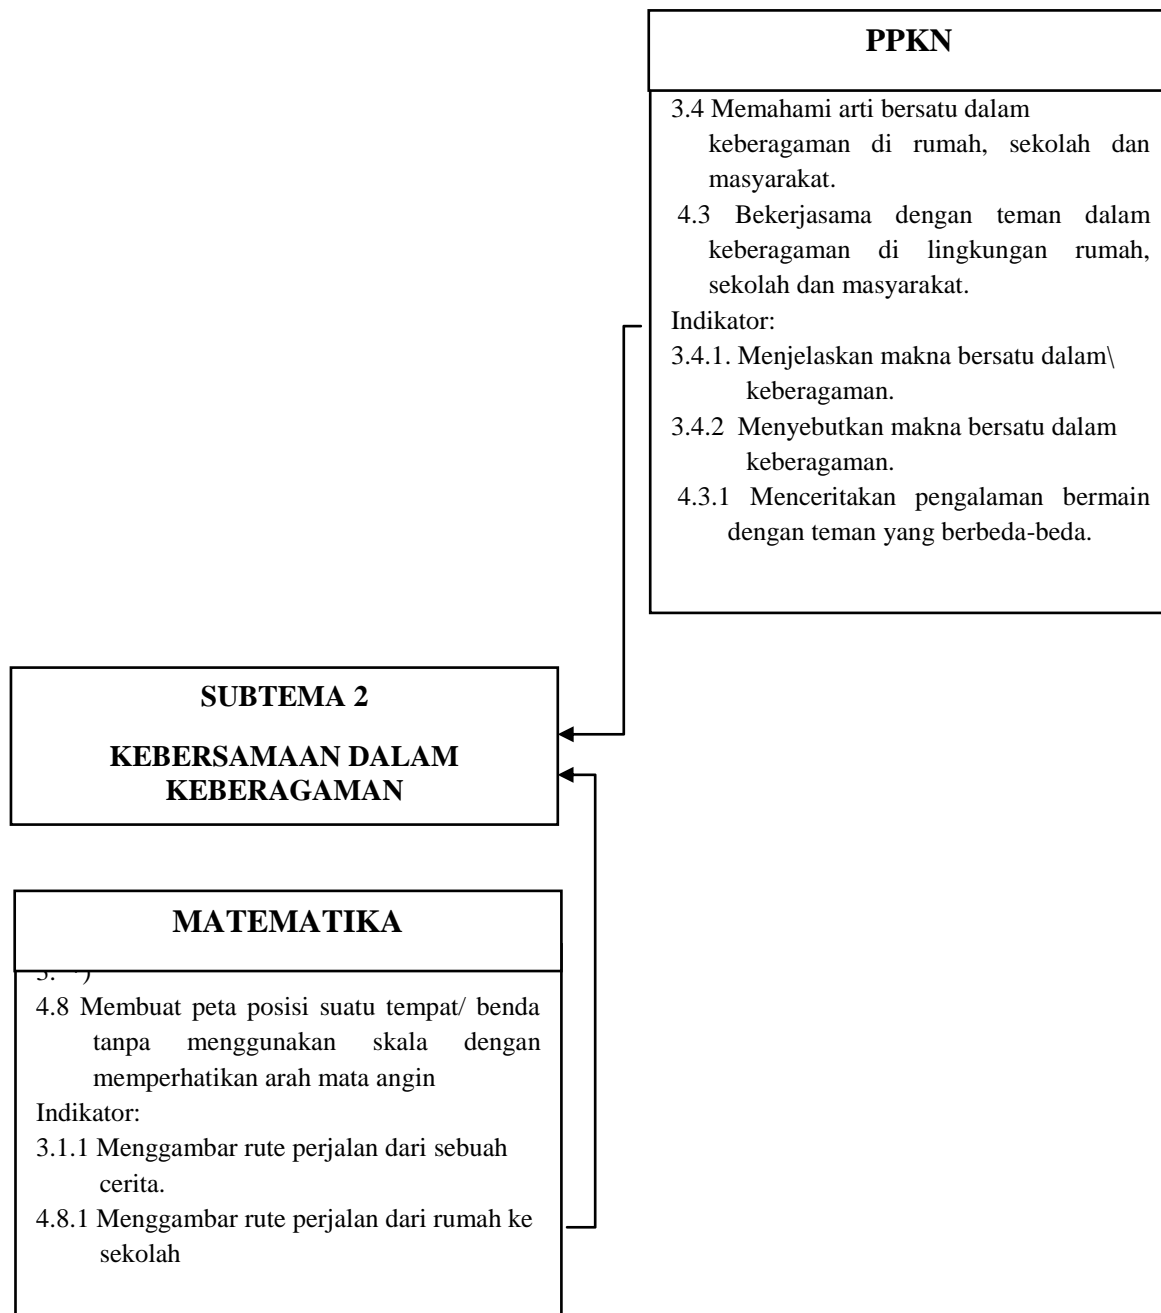 PPKN
3.4 Memahami arti bersatu dalam
keberagaman di rumah, sekolah dan
masyarakat.
4.3 Bekerjasama dengan teman dalam
keberagaman di lingkungan rumah,
sekolah dan masyarakat.
Indikator:
3.4.1. Menjelaskan makna bersatu dalam\
keberagaman.
3.4.2 Menyebutkan makna bersatu dalam
keberagaman.
4.3.1 Menceritakan pengalaman bermain
dengan teman yang berbeda-beda.
SUBTEMA 2
KEBERSAMAAN DALAM
KEBERAGAMAN
MATEMATIKA
4.8 Membuat peta posisi suatu tempat/ benda
tanpa menggunakan skala dengan
memperhatikan arah mata angin
Indikator:
3.1.1 Menggambar rute perjalan dari sebuah
cerita.
4.8.1 Menggambar rute perjalan dari rumah ke
sekolah